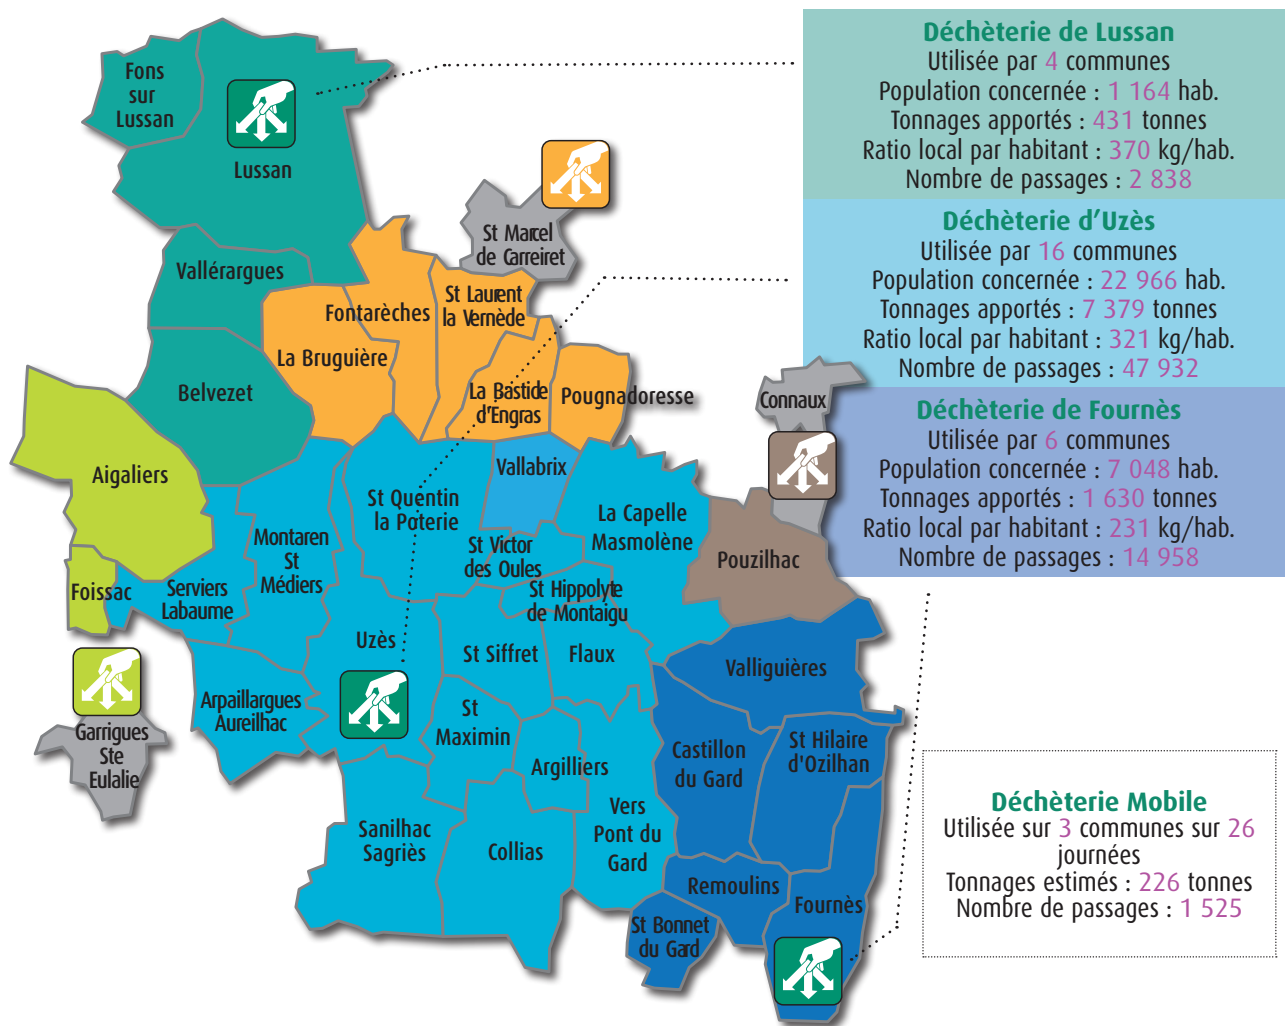 Fons
sur
Lussan
Lussan
Vallérargues
Belvezet
Aigaliers
Foissac
Garrigues
Ste
Eulalie
St Marcel
de Carreiret
Fontarèches
St Laurent
la Vernède
La Bruguière
La Bastide
d'Engras
Pougnadoresse
Connaux
Pouzilhac
Vallabrix
St Quentin
la Poterie
La Capelle
Masmolène
Montaren
St
Médiers
Serviers
Labaume
St Victor
des Oules
St Hippolyte
de Montaigu
Uzès
St Siffret
Flaux
Arpaillargues
Aureilhac
St
Maximin
Argilliers
Sanilhac
Sagriès
Collias
Vers
Pont du
Gard
Valliguières
Castillon
du Gard
St Hilaire
d'Ozilhan
Remoulins
Fournès
St Bonnet
du Gard
Déchèterie de Lussan
Utilisée par 4 communes
Population concernée : 1 164 hab.
Tonnages apportés : 431 tonnes
Ratio local par habitant : 370 kg/hab.
Nombre de passages : 2 838
Déchèterie d'Uzès
Utilisée par 16 communes
Population concernée : 22 966 hab.
Tonnages apportés : 7 379 tonnes
Ratio local par habitant : 321 kg/hab.
Nombre de passages : 47 932
Déchèterie de Fournès
Utilisée par 6 communes
Population concernée : 7 048 hab.
Tonnages apportés : 1 630 tonnes
Ratio local par habitant : 231 kg/hab.
Nombre de passages : 14 958
Déchèterie Mobile
Utilisée sur 3 communes sur 26
journées
Tonnages estimés : 226 tonnes
Nombre de passages : 1 525